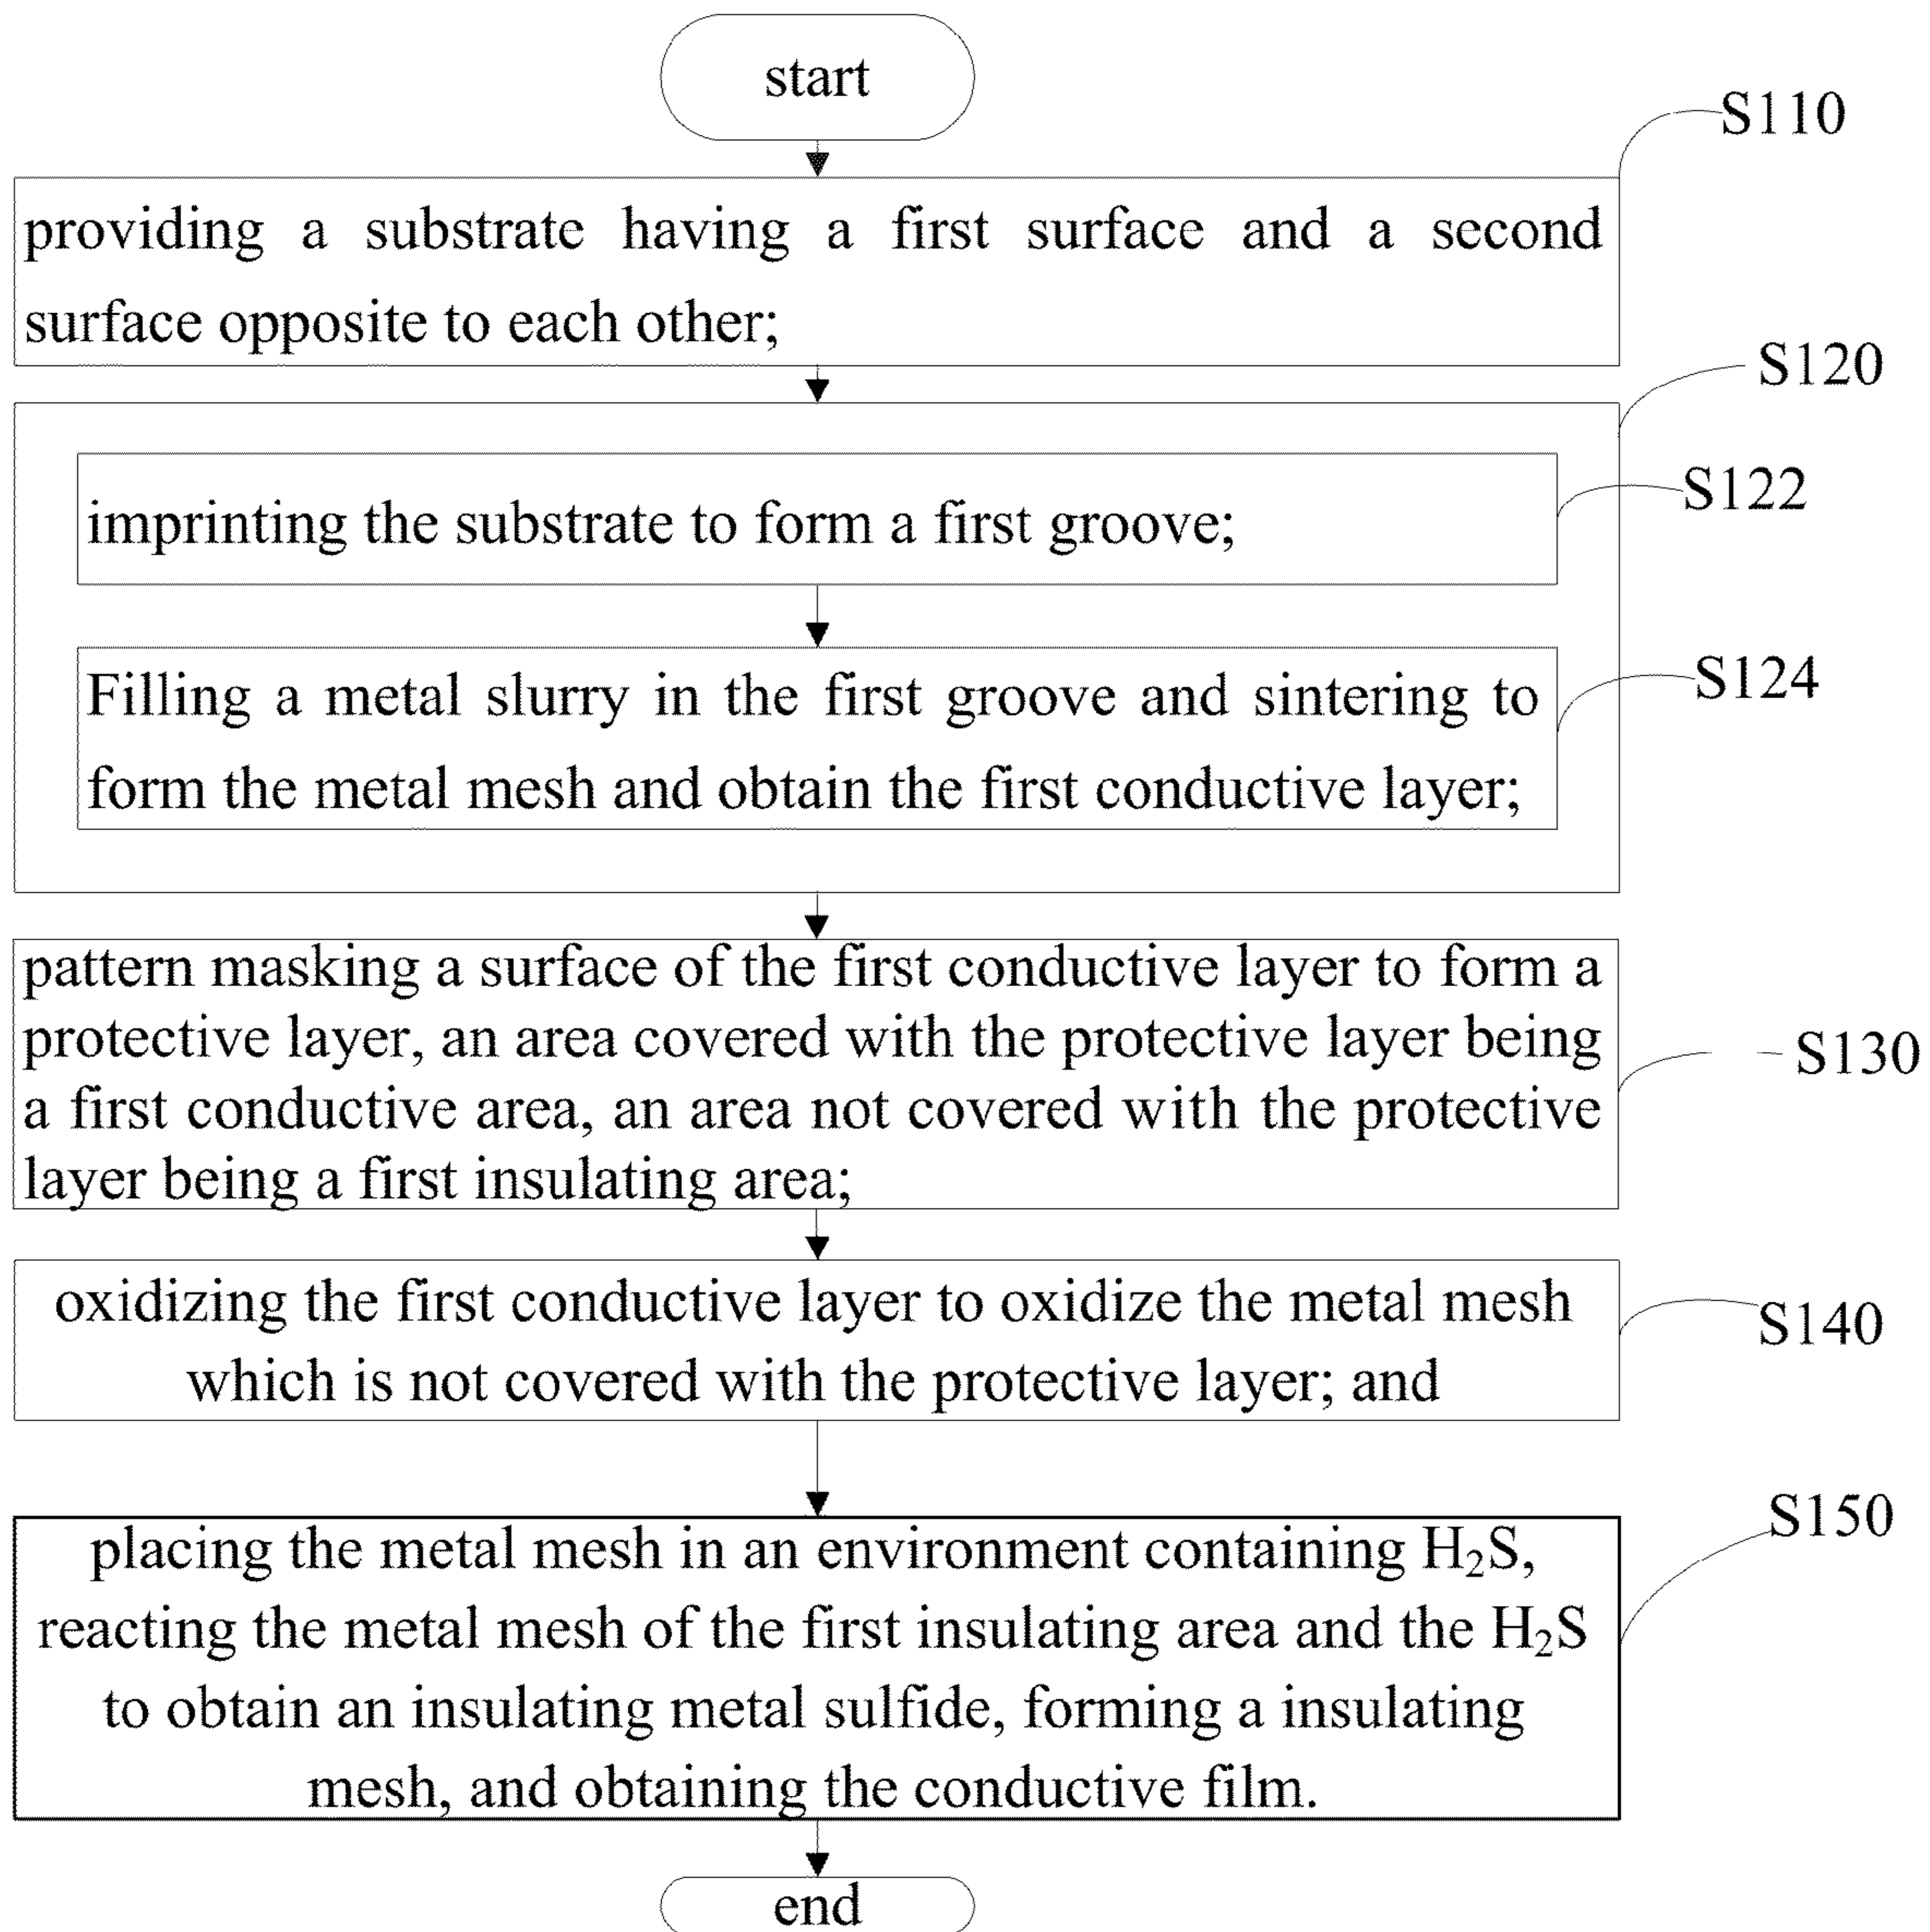 start
S110
providing a substrate having a first surface and a second
surface opposite to each other;
S120
imprinting the substrate to form a first groove;
S122
Filling a metal slurry in the first groove and sintering to
form the metal mesh and obtain the first conductive layer;
S124
pattern masking a surface of the first conductive layer to form a
protective layer, an area covered with the protective layer being
a first conductive area, an area not covered with the protective
layer being a first insulating area;
S130
oxidizing the first conductive layer to oxidize the metal mesh
which is not covered with the protective layer; and
S140
placing the metal mesh in an environment containing H₂S,
reacting the metal mesh of the first insulating area and the H₂S
to obtain an insulating metal sulfide, forming a insulating
mesh, and obtaining the conductive film.
S150
end